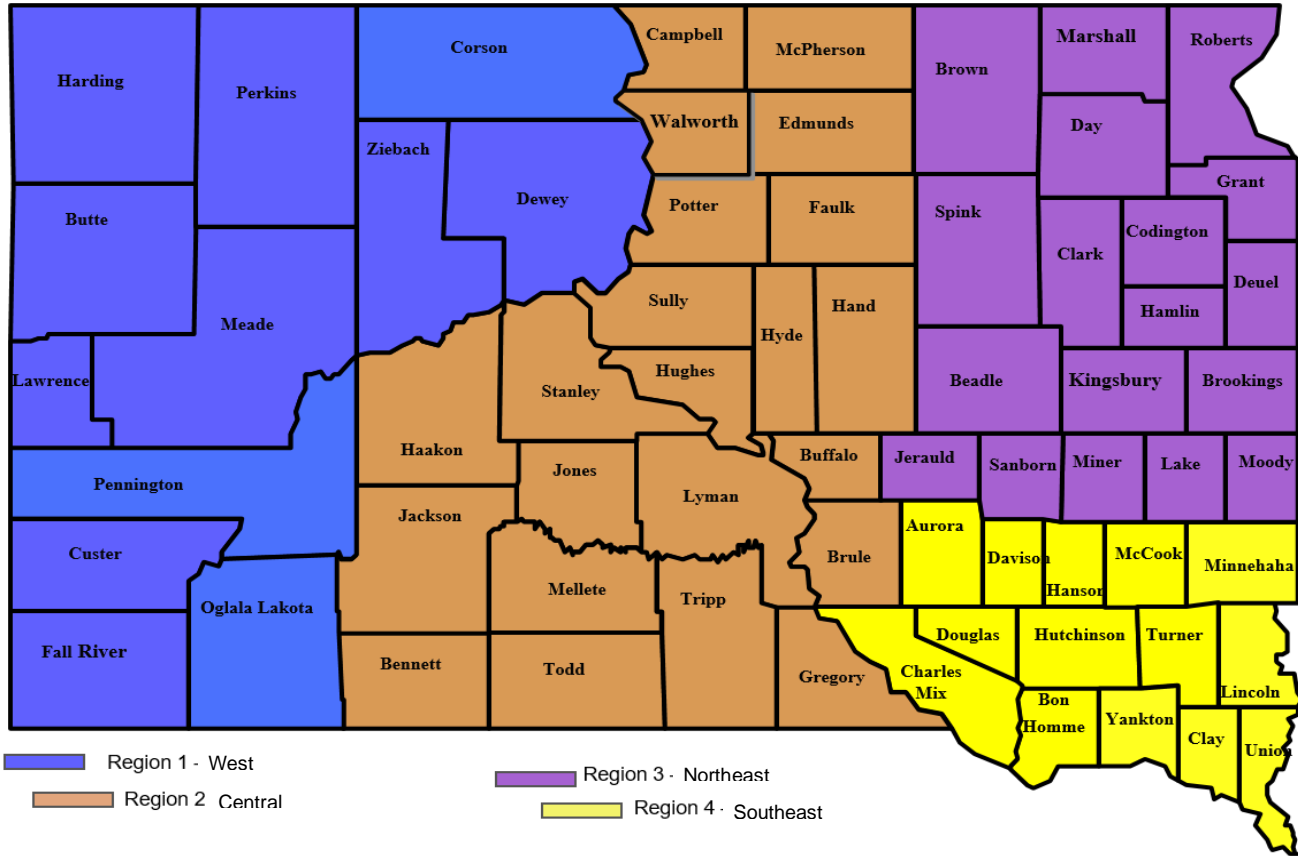 Harding
Perkins
Corson
Campbell
McPherson
Brown
Marshall
Roberts
Butte
Ziebach
Dewey
Walworth
Edmunds
Day
Grant
Meade
Potter
Faulk
Spink
Clark
Codington
Deuel
Lawrence
Sully
Hyde
Hand
Hamlin
Stanley
Hughes
Beadle
Kingsbury
Brookings
Pennington
Haakon
Jones
Lyman
Buffalo
Jerauld
Sanborn
Miner
Lake
Moody
Custer
Jackson
Brule
Aurora
Davison
Hanson
McCook
Minnehaha
Oglala Lakota
Mellete
Tripp
Fall River
Bennett
Todd
Gregory
Charles
Mix
Douglas
Hutchinson
Turner
Lincoln
Bon
Homme
Yankton
Clay
Union
Region 1 - West
Region 2 Central
Region 3 - Northeast
Region 4 - Southeast